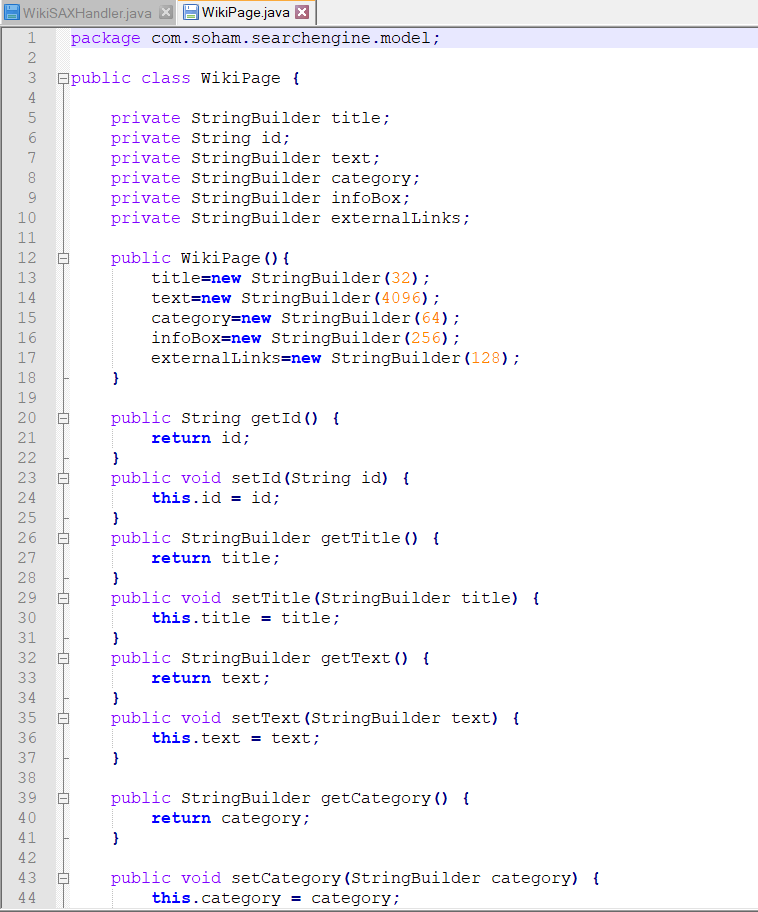 WikiSAXHandler.java WikiPage.java
1 package com.soham.searchengine.model;
2
3 public class WikiPage {
4
5 private StringBuilder title;
6 private String id;
7 private StringBuilder text;
8 private StringBuilder category;
9 private StringBuilder infoBox;
10 private StringBuilder externalLinks;
11
12 public WikiPage(){
13 title=new StringBuilder(32);
14 text=new StringBuilder(4096);
15 category=new StringBuilder(64);
16 infoBox=new StringBuilder(256);
17 externalLinks=new StringBuilder(128);
18 }
19
20 public String getId() {
21 return id;
22 }
23 public void setId(String id) {
24 this.id = id;
25 }
26 public StringBuilder getTitle() {
27 return title;
28 }
29 public void setTitle(StringBuilder title) {
30 this.title = title;
31 }
32 public StringBuilder getText() {
33 return text;
34 }
35 public void setText(StringBuilder text) {
36 this.text = text;
37 }
38
39 public StringBuilder getCategory() {
40 return category;
41 }
42
43 public void setCategory(StringBuilder category) {
44 this.category = category;